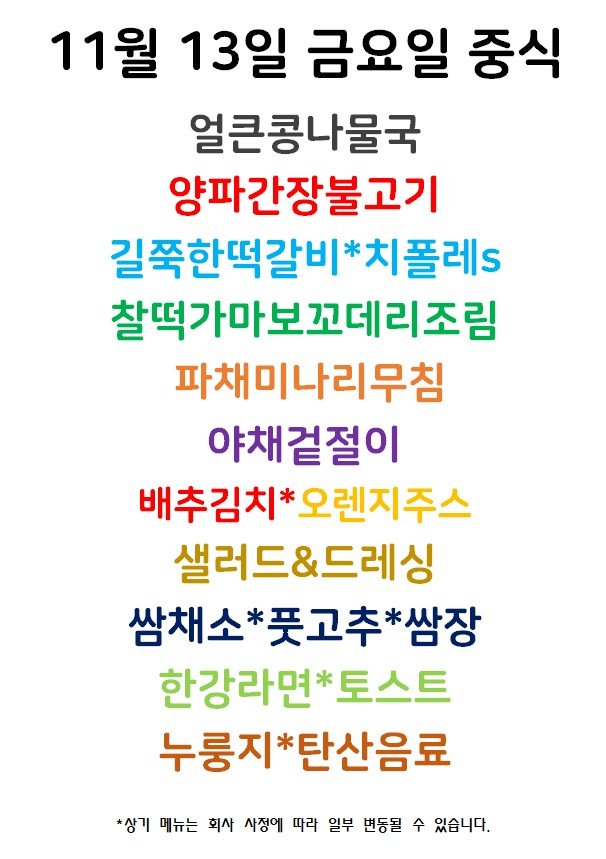 11월 13일 금요일 중식
얼큰콩나물국
양파간장불고기
길쭉한떡갈비*치폴레s
찰떡가마보꼬데리조림
파채미나리무침
야채겉절이
배추김치*오렌지주스
샐러드&드레싱
쌈채소*풋고추*쌈장
한강라면*토스트
누룽지*탄산음료
*상기 메뉴는 회사 사정에 따라 일부 변동될 수 있습니다.